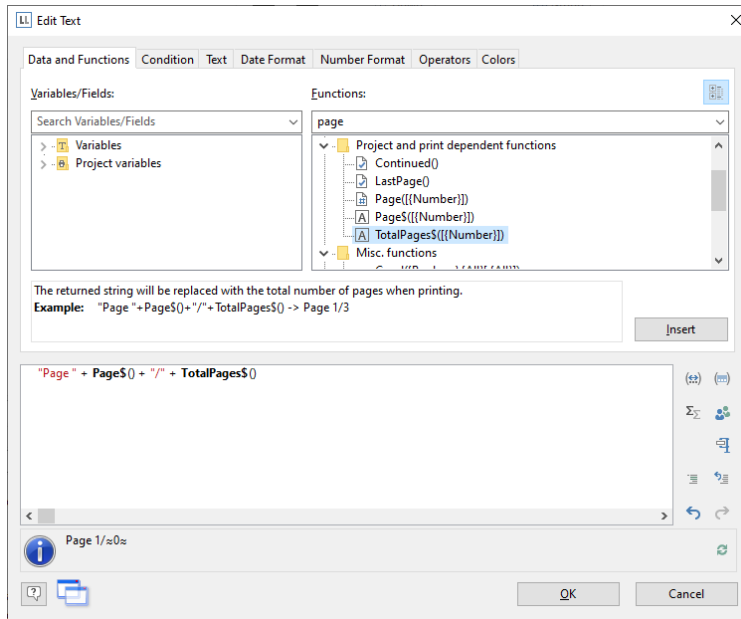 LL Edit Text
Data and Functions Condition Text Date Format Number Format Operators Colors
Variables/Fields: Functions:
Search Variables/Fields page
T Variables
Project variables
Project and print dependent functions
Continued()
LastPage()
# Page([{Number}])
A Page$([{Number}])
A TotalPages$([{Number}])
Misc. functions
The returned string will be replaced with the total number of pages when printing.
Example: "Page "+Page$()+"/"+TotalPages$() -> Page 1/3
Insert
"Page " + Page$() + "/" + TotalPages$()
Page 1/≈0≈
OK Cancel